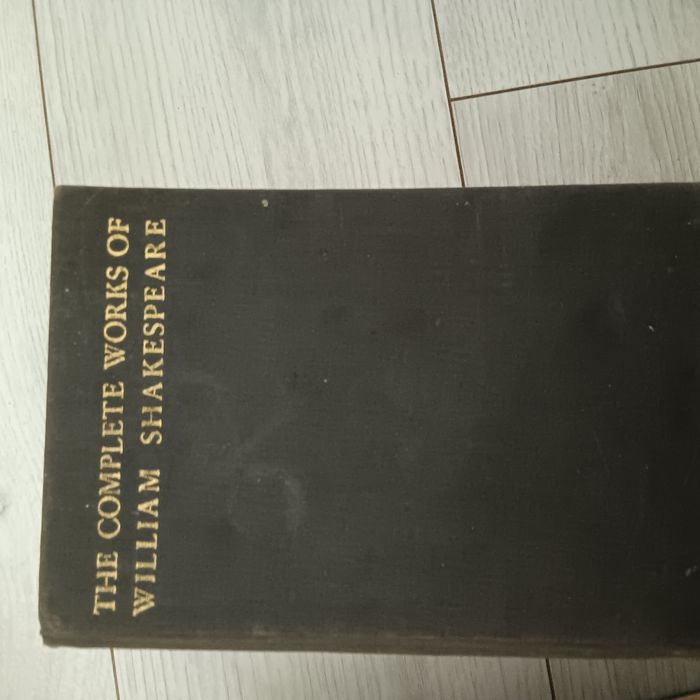 THE COMPLETE WORKS OF
WILLIAM SHAKESPEARE